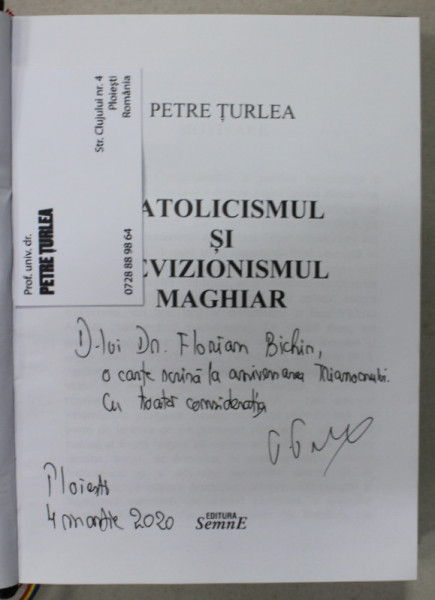 PETRE ȚURLEA
Str. Clujului nr. 4
Ploiești
România
Prof. univ. dr.
PETRE ȚURLEA
0728 88 98 64
ATOLICISMUL
ȘI
EVIZIONISMUL
MAGHIAR
D-lui Dr. Florian Bichir,
o carte scrisă la aniversarea Trianonului.
Cu toată considerația
Ploiești
4 martie 2020
EDITURA
SemnE